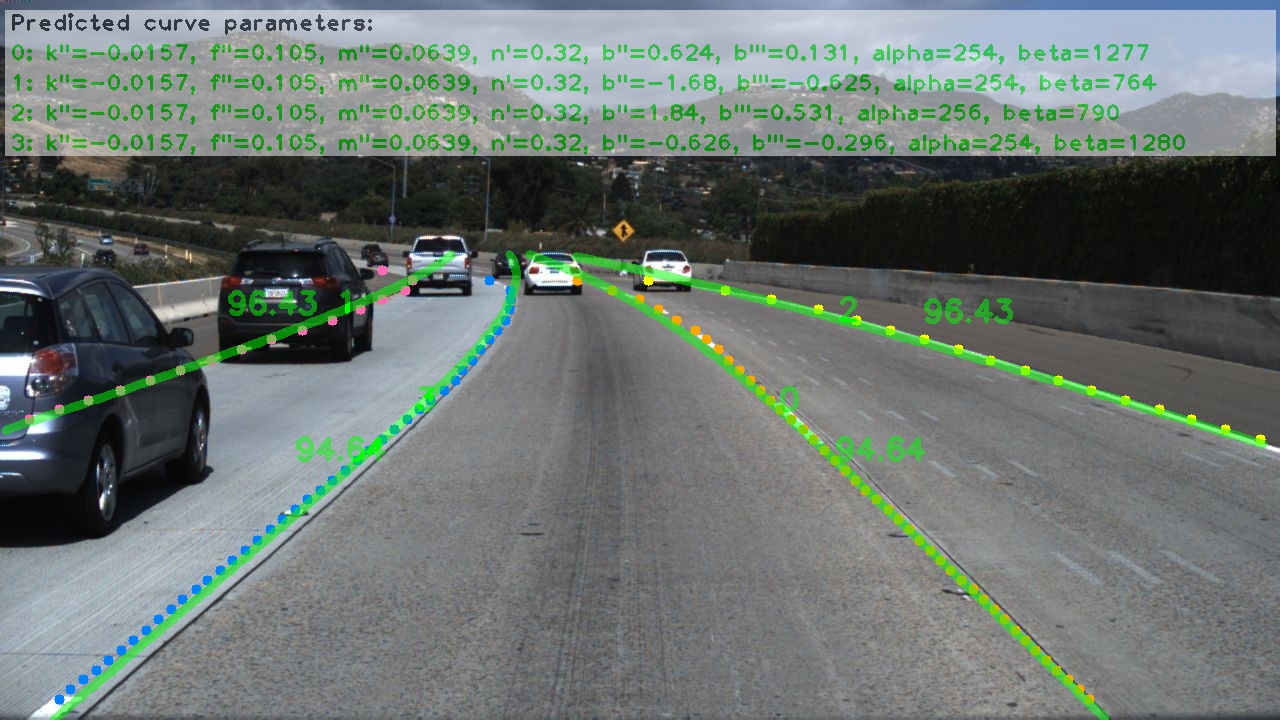 Predicted curve parameters:
0: k''=-0.0157, f''=0.105, m''=0.0639, n'=0.32, b''=0.624, b'''=0.131, alpha=254, beta=1277
1: k''=-0.0157, f''=0.105, m''=0.0639, n'=0.32, b''=-1.68, b'''=-0.625, alpha=254, beta=764
2: k''=-0.0157, f''=0.105, m''=0.0639, n'=0.32, b''=1.84, b'''=0.531, alpha=256, beta=790
3: k''=-0.0157, f''=0.105, m''=0.0639, n'=0.32, b''=-0.626, b'''=-0.296, alpha=254, beta=1280
96.43 1
2 96.43
3
0
94.64
94.64